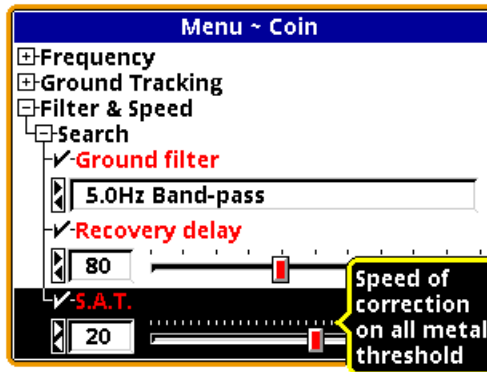 Menu ~ Coin
Frequency
Ground Tracking
Filter & Speed
Search
Ground filter
5.0Hz Band-pass
Recovery delay
80
S.A.T.
20
Speed of
correction
on all metal
threshold